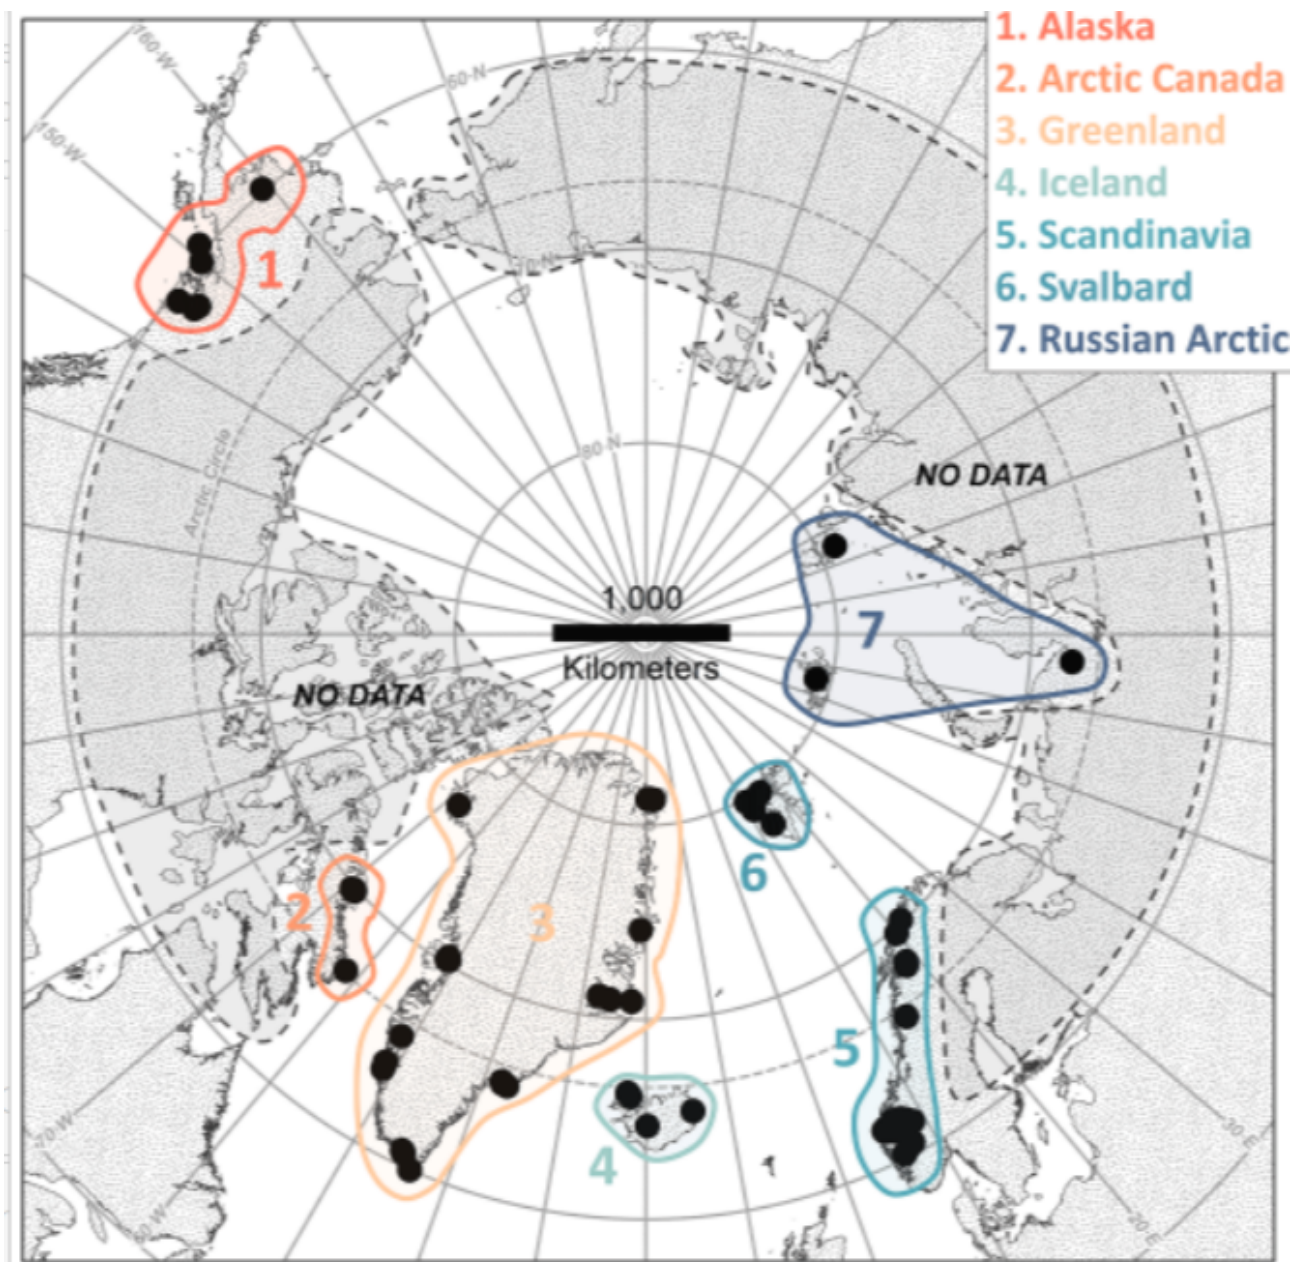 1. Alaska
2. Arctic Canada
3. Greenland
4. Iceland
5. Scandinavia
6. Svalbard
7. Russian Arctic
160-W
60-N
150-W
1
70-N
Arctic Circle
80-N
NO DATA
1,000
7
Kilometers
NO DATA
6
2
3
5
70-W
30 E
4
60-W
20-E